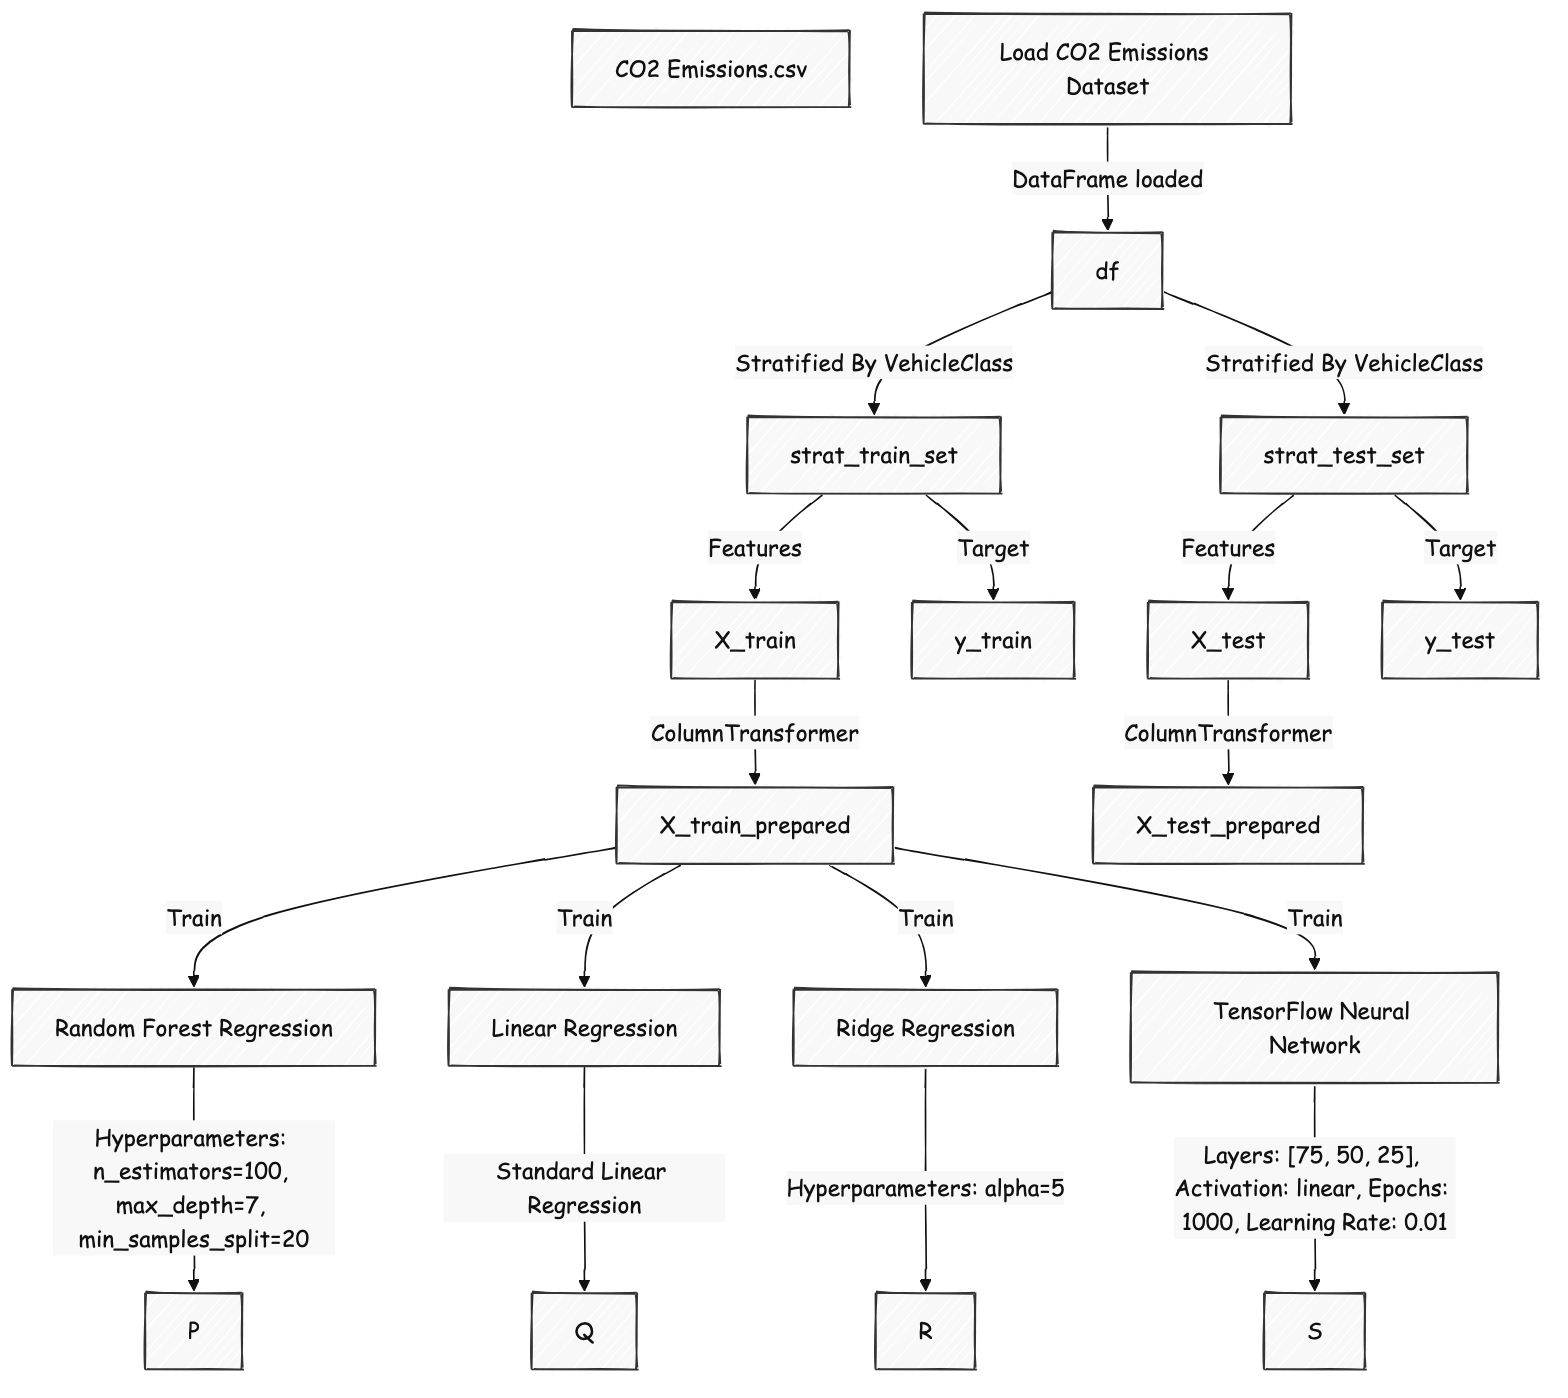 CO2 Emissions.csv
Load CO2 Emissions
Dataset
DataFrame loaded
df
Stratified By VehicleClass
Stratified By VehicleClass
strat_train_set
strat_test_set
Features
Target
Features
Target
X_train
y_train
X_test
y_test
ColumnTransformer
ColumnTransformer
X_train_prepared
X_test_prepared
Train
Train
Train
Train
Random Forest Regression
Linear Regression
Ridge Regression
TensorFlow Neural
Network
Hyperparameters:
n_estimators=100,
max_depth=7,
min_samples_split=20
Standard Linear
Regression
Hyperparameters: alpha=5
Layers: [75, 50, 25],
Activation: linear, Epochs:
1000, Learning Rate: 0.01
P
Q
R
S